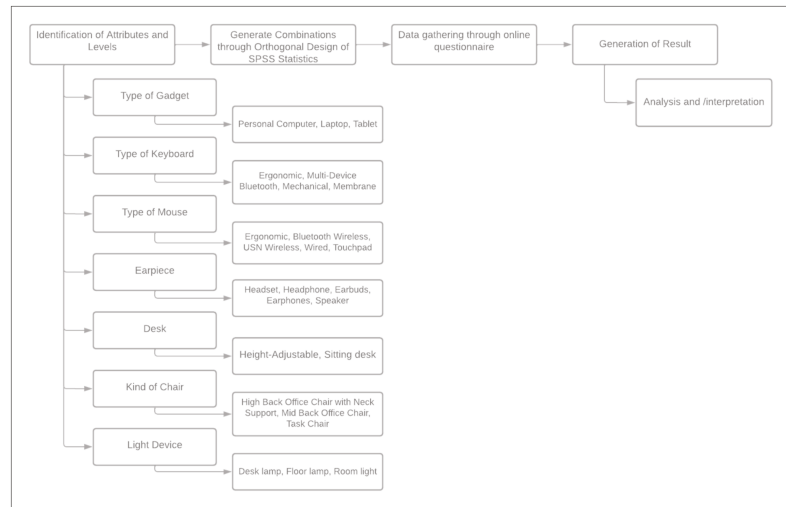 Identification of Attributes and
Levels
Generate Combinations
through Orthogonal Design of
SPSS Statistics
Data gathering through online
questionnaire
Generation of Result
Analysis and /interpretation
Type of Gadget
Personal Computer, Laptop, Tablet
Type of Keyboard
Ergonomic, Multi-Device
Bluetooth, Mechanical, Membrane
Type of Mouse
Ergonomic, Bluetooth Wireless,
USN Wireless, Wired, Touchpad
Earpiece
Headset, Headphone, Earbuds,
Earphones, Speaker
Desk
Height-Adjustable, Sitting desk
Kind of Chair
High Back Office Chair with Neck
Support, Mid Back Office Chair,
Task Chair
Light Device
Desk lamp, Floor lamp, Room light